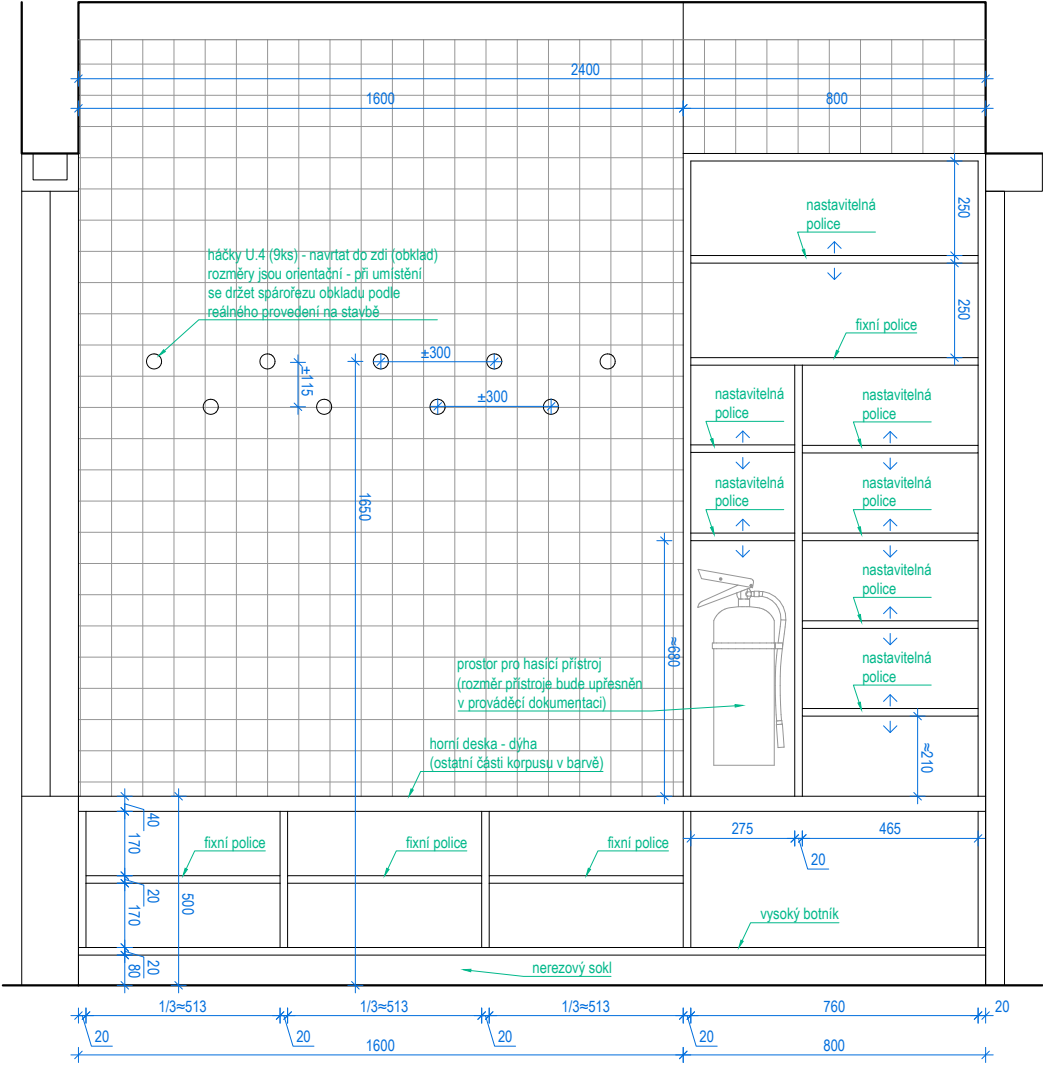 2400
1600
800
nastavitelná
police
250
250
háčky U.4 (9ks) - navrtat do zdi (obklad)
rozměry jsou orientační - při umístění
se držet spárořezu obkladu podle
reálného provedení na stavbě
fixní police
±300
±115
±300
nastavitelná
police
nastavitelná
police
1650
nastavitelná
police
nastavitelná
police
nastavitelná
police
≈680
prostor pro hasicí přístroj
(rozměr přístroje bude upřesněn
v prováděcí dokumentaci)
nastavitelná
police
horní deska - dýha
(ostatní části korpusu v barvě)
≈210
40
170
fixní police
fixní police
fixní police
275
465
20
20
170
500
vysoký botník
20
80
nerezový sokl
1/3≈513
1/3≈513
1/3≈513
760
20
20
20
20
20
1600
800